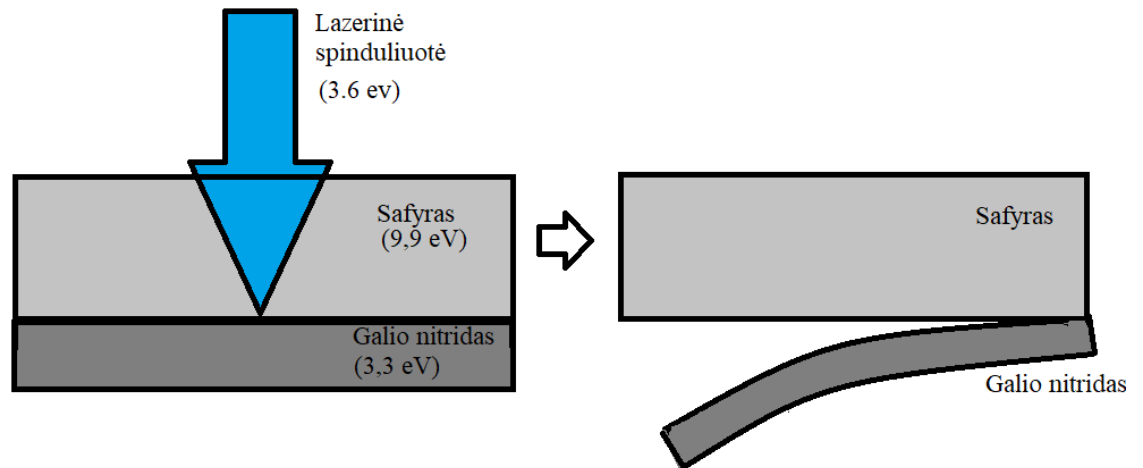 Lazerinė
spinduliuotė
(3.6 ev)
Safyras
(9,9 eV)
Galio nitridas
(3,3 eV)
Safyras
Galio nitridas